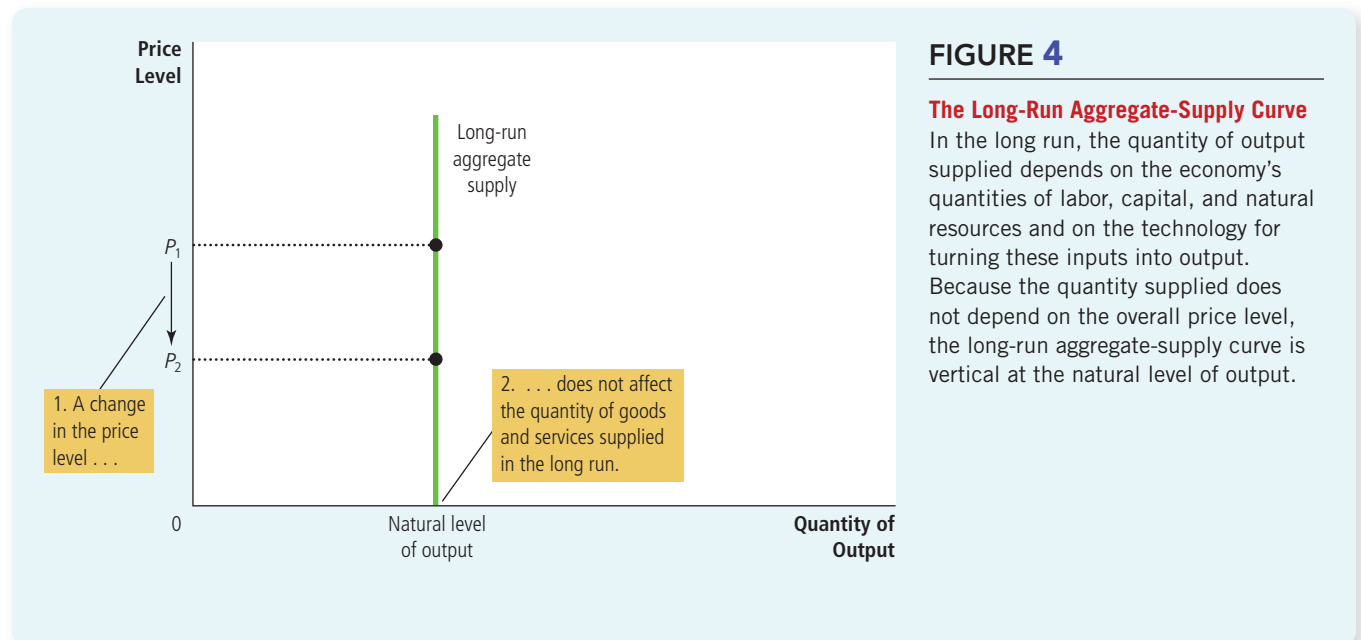 Price
Level
Long-run
aggregate
supply
P₁
P₂
1. A change
in the price
level . . .
2. . . . does not affect
the quantity of goods
and services supplied
in the long run.
0
Natural level
of output
Quantity of
Output
FIGURE 4
The Long-Run Aggregate-Supply Curve
In the long run, the quantity of output
supplied depends on the economy’s
quantities of labor, capital, and natural
resources and on the technology for
turning these inputs into output.
Because the quantity supplied does
not depend on the overall price level,
the long-run aggregate-supply curve is
vertical at the natural level of output.